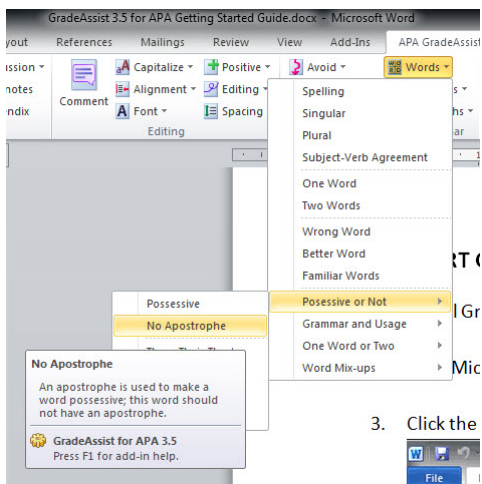 GradeAssist 3.5 for APA Getting Started Guide.docx - Microsoft Word
yout References Mailings Review View Add-Ins APA GradeAssist
ussion Capitalize Positive Avoid Words
notes Alignment Editing
Comment
ndix Font Spacing
Editing
Spelling
Singular
Plural
Subject-Verb Agreement
One Word
Two Words
Wrong Word
Better Word
Familiar Words
Posessive or Not
Grammar and Usage
One Word or Two
Word Mix-ups
Possessive
No Apostrophe
No Apostrophe
An apostrophe is used to make a
word possessive; this word should
not have an apostrophe.
GradeAssist for APA 3.5
Press F1 for add-in help.
3. Click the
W
File